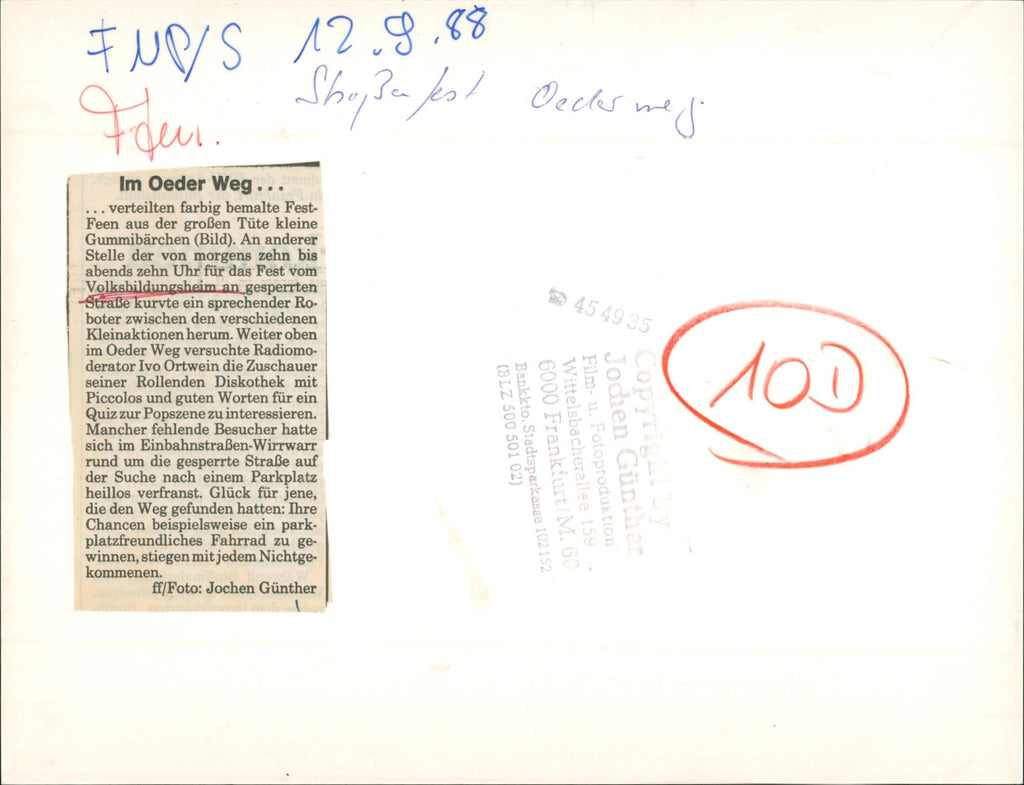 FNP/S 12.9.88
Straßenfest Oederweg
Im Oeder Weg . . .
. . . verteilten farbig bemalte Fest-
Feen aus der großen Tüte kleine
Gummibärchen (Bild). An anderer
Stelle der von morgens zehn bis
abends zehn Uhr für das Fest vom
Volksbildungsheim an gesperrten
Straße kurvte ein sprechender Ro-
boter zwischen den verschiedenen
Kleinaktionen herum. Weiter oben
im Oeder Weg versuchte Radiomo-
derator Ivo Ortwein die Zuschauer
seiner Rollenden Diskothek mit
Piccolos und guten Worten für ein
Quiz zur Popszene zu interessieren.
Mancher fehlende Besucher hatte
sich im Einbahnstraßen-Wirrwarr
rund um die gesperrte Straße auf
der Suche nach einem Parkplatz
heillos verfranst. Glück für jene,
die den Weg gefunden hatten: Ihre
Chancen beispielsweise ein park-
platzfreundliches Fahrrad zu ge-
winnen, stiegen mit jedem Nichtge-
kommenen.
ff/Foto: Jochen Günther
Copyright by
Jochen Günther
Film- u. Fotoproduktion
Wittelsbacherallee 159
6000 Frankfurt/M. 60
Bankkto. Stadtsparkasse 102152
(BLZ 500 501 02)
45 49 35
10D